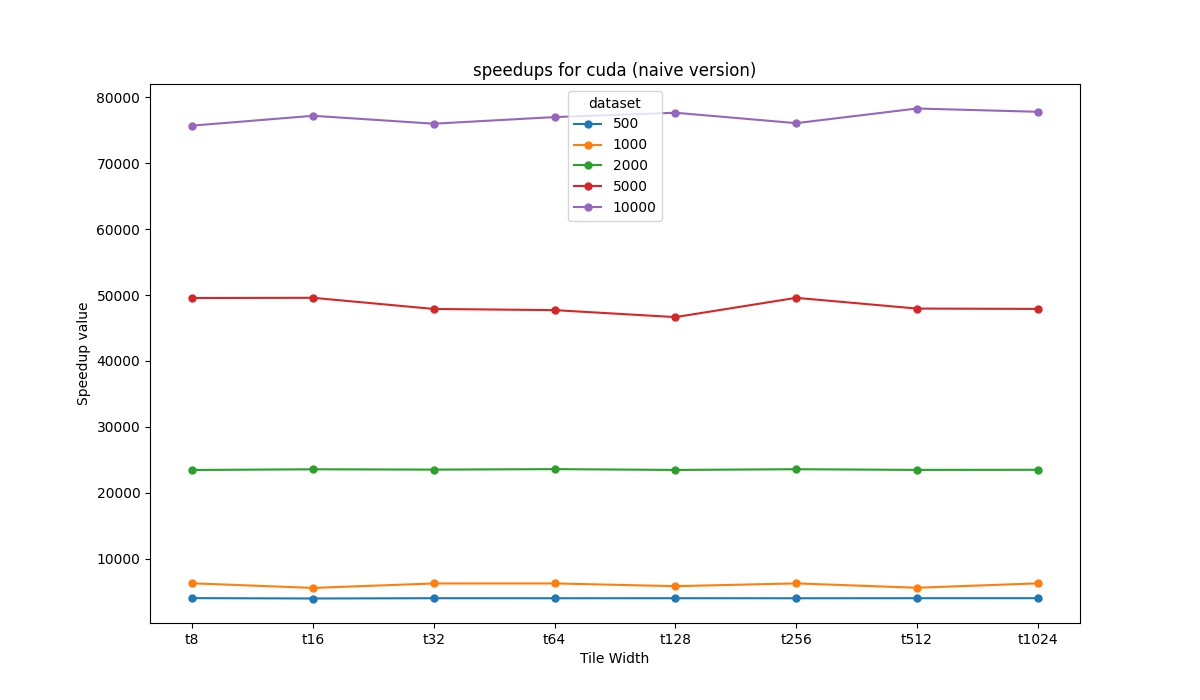 speedups for cuda (naive version)
80000
70000
60000
50000
40000
30000
20000
10000
Speedup value
dataset
500
1000
2000
5000
10000
t8 t16 t32 t64 t128 t256 t512 t1024
Tile Width